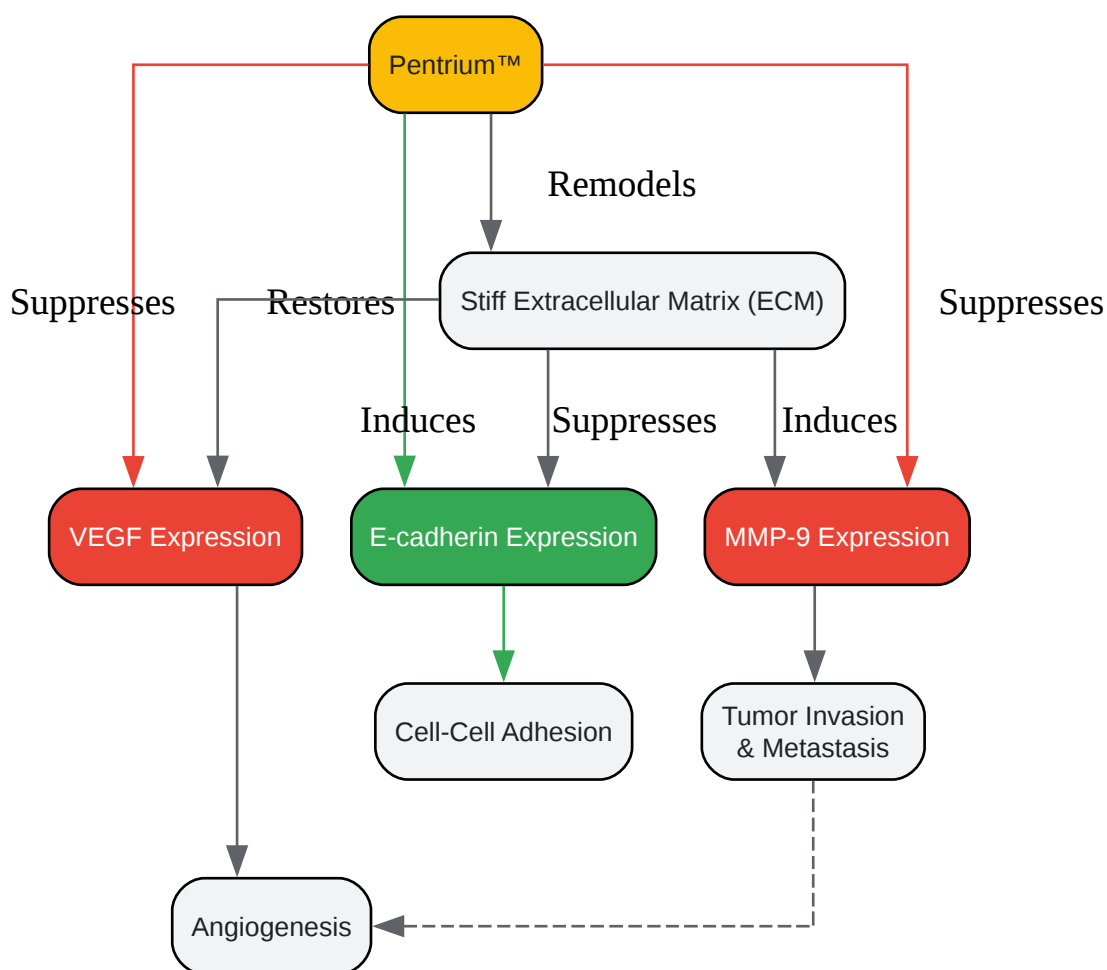 Pentrium™
Remodels
Suppresses
Restores
Stiff Extracellular Matrix (ECM)
Suppresses
Induces
Suppresses
Induces
VEGF Expression
E-cadherin Expression
MMP-9 Expression
Cell-Cell Adhesion
Tumor Invasion
& Metastasis
Angiogenesis